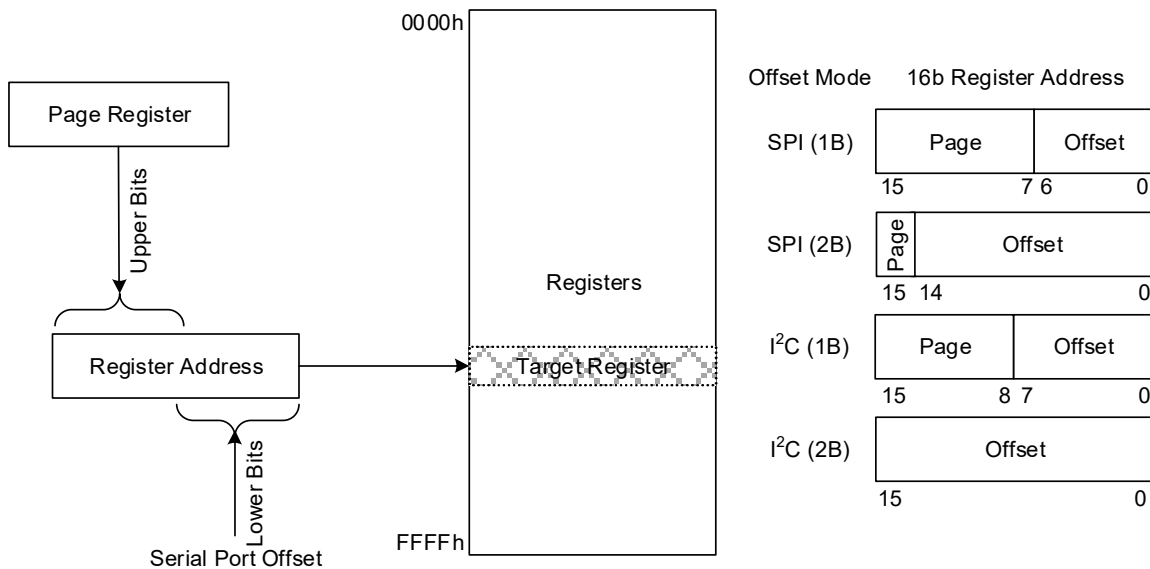 0000h
Page Register
Upper Bits
Register Address
Lower Bits
Serial Port Offset
Registers
Target Register
FFFFh
Offset Mode 16b Register Address
SPI (1B) Page Offset
15 7 6 0
SPI (2B) Page Offset
15 14 0
I²C (1B) Page Offset
15 8 7 0
I²C (2B) Offset
15 0